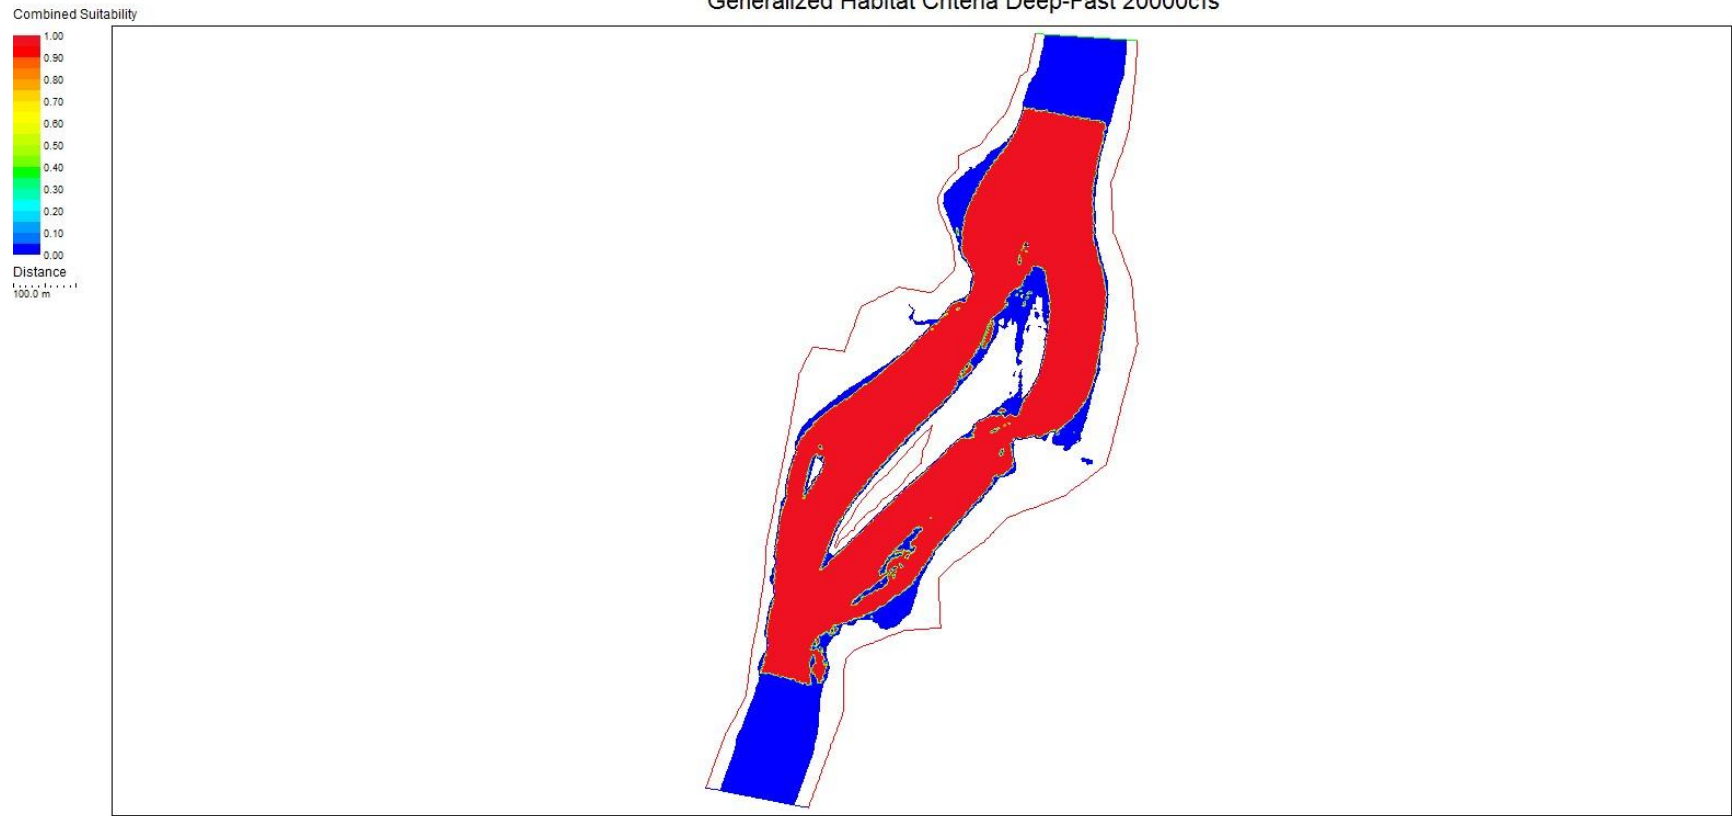 Generalized Habitat Criteria Deep-Fast 20000cfs
Combined Suitability
1.00
0.90
0.80
0.70
0.60
0.50
0.40
0.30
0.20
0.10
0.00
Distance
100.0 m